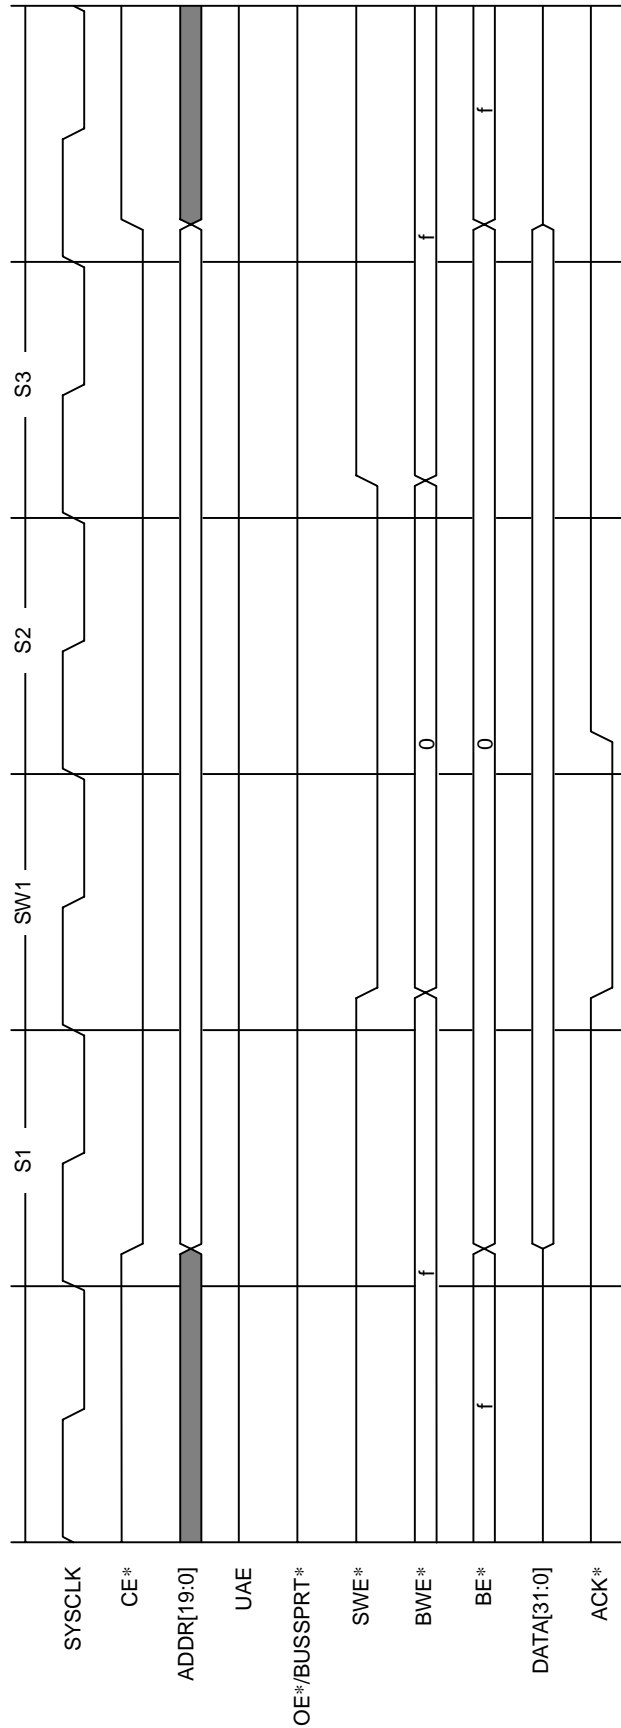 S1 SW1 S2 S3
SYSCLK
CE*
ADDR[19:0]
UAE
OE*/BUSSPRT*
SWE*
BWE* f 0 f
BE* f 0 f
DATA[31:0]
ACK*